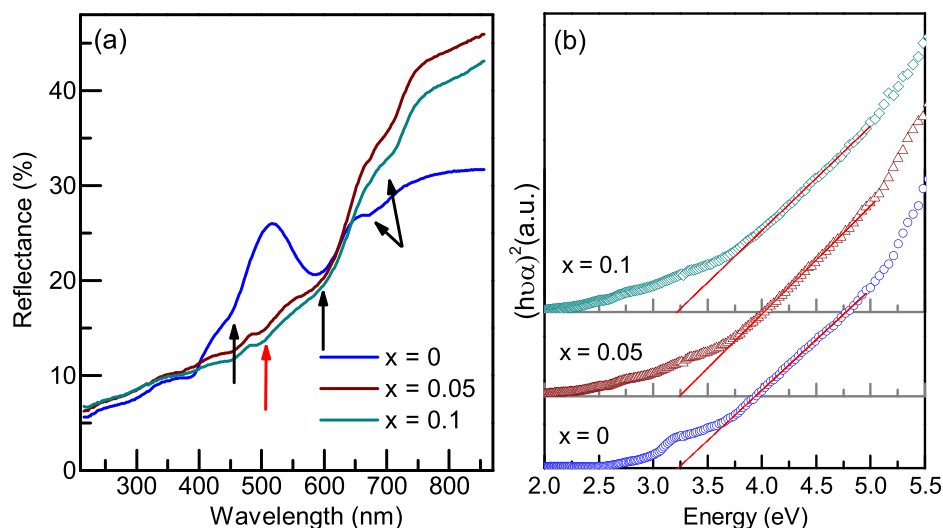 (a)
Reflectance (%)
40
30
20
10
0
x = 0
x = 0.05
x = 0.1
300
400
500
600
700
800
Wavelength (nm)
(b)
(hυα)²(a.u.)
x = 0.1
x = 0.05
x = 0
2.0
2.5
3.0
3.5
4.0
4.5
5.0
5.5
Energy (eV)